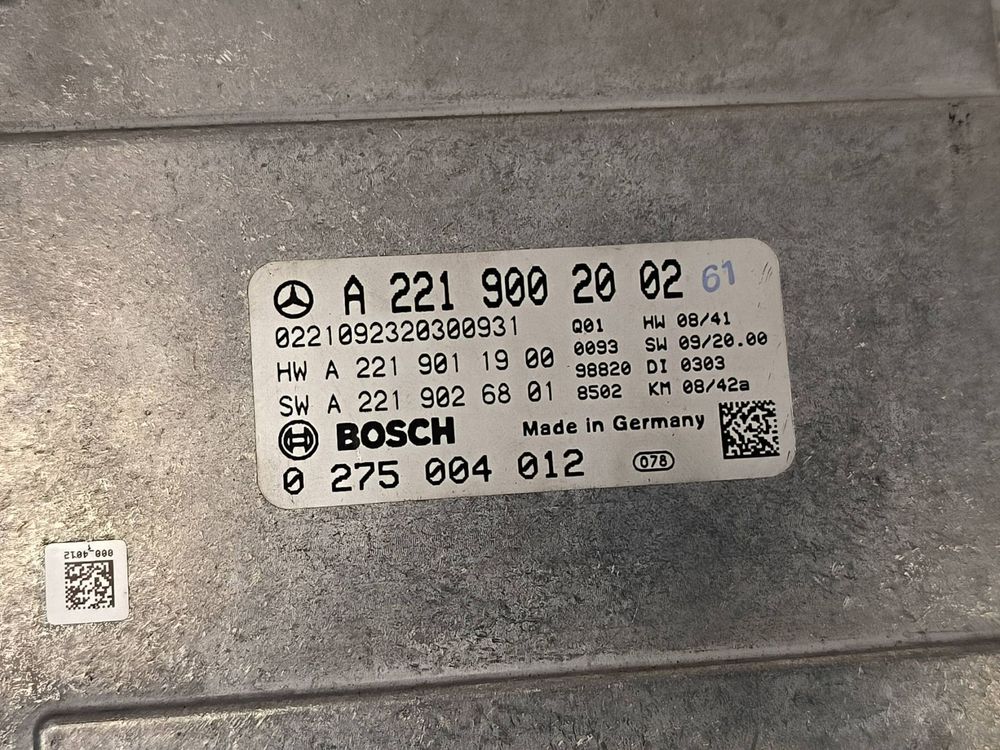 A 221 900 20 02 61
0221092320300931
HW A 221 901 19 00
SW A 221 902 68 01
Q01 HW 08/41
0093 SW 09/20.00
98820 DI 0303
8502 KM 08/42a
BOSCH Made in Germany
0 275 004 012 078
000 4012